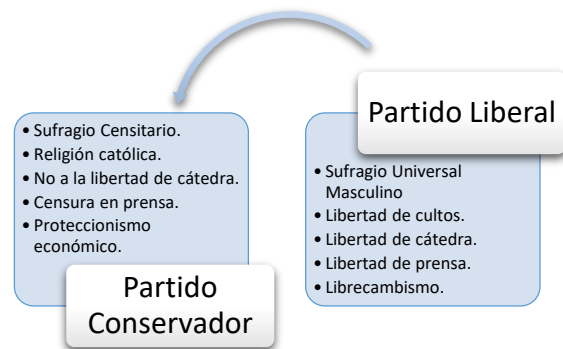 • Sufragio Censitario.
• Religión católica.
• No a la libertad de cátedra.
• Censura en prensa.
• Proteccionismo
económico.
Partido
Conservador
Partido Liberal
• Sufragio Universal
Masculino
• Libertad de cultos.
• Libertad de cátedra.
• Libertad de prensa.
• Librecambismo.